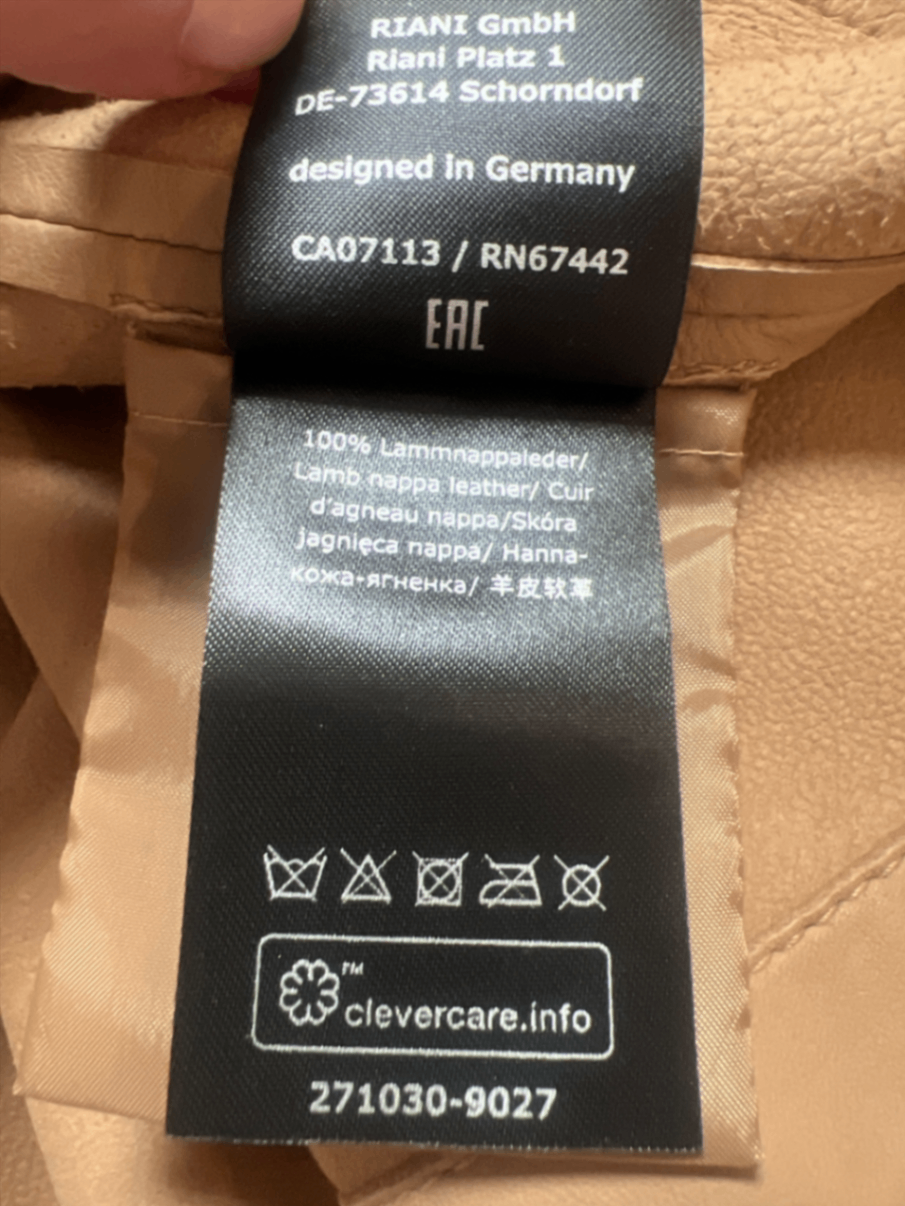 RIANI GmbH
Riani Platz 1
DE-73614 Schorndorf
designed in Germany
CA07113 / RN67442
EAC
100% Lammnappaleder/
Lamb nappa leather/ Cuir
d'agneau nappa/Skóra
jagnięca nappa/ Hanna-
кожа-ягненка/ 羊皮软革
TM
clevercare.info
271030-9027